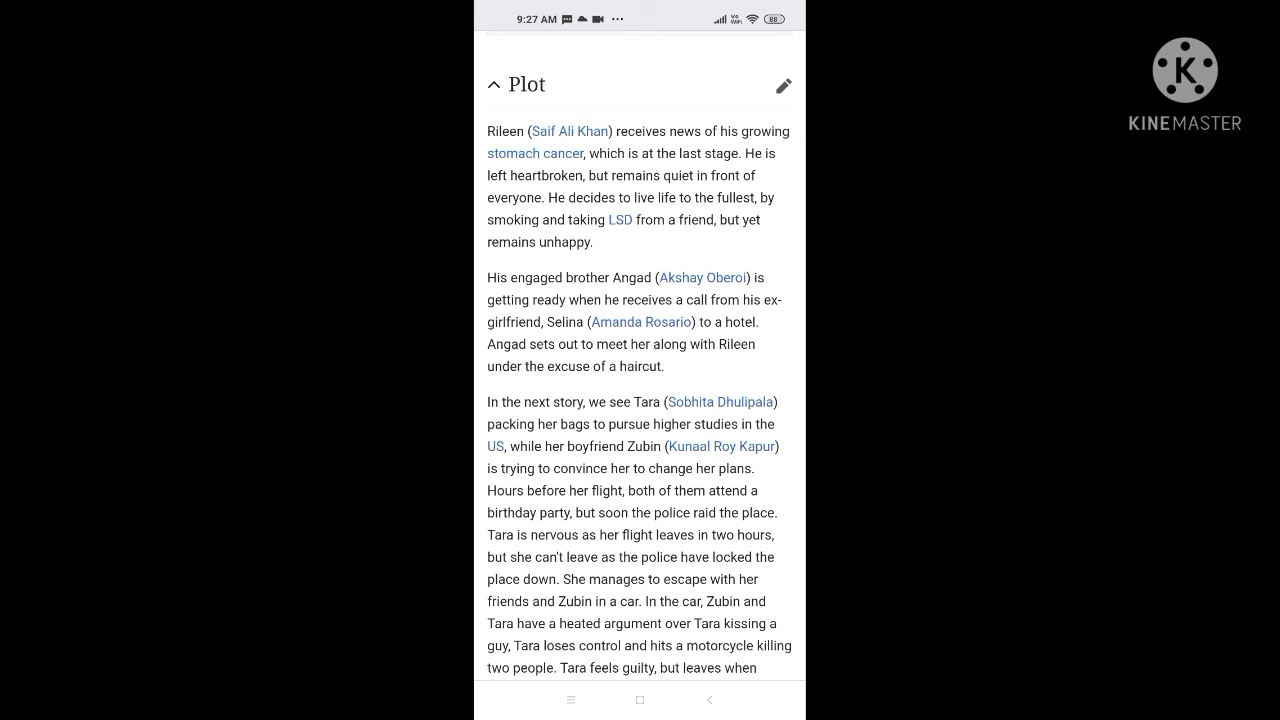 9:27 AM
Vo
WiFi
88
Plot
K
KINEMASTER
Rileen (Saif Ali Khan) receives news of his growing
stomach cancer, which is at the last stage. He is
left heartbroken, but remains quiet in front of
everyone. He decides to live life to the fullest, by
smoking and taking LSD from a friend, but yet
remains unhappy.
His engaged brother Angad (Akshay Oberoi) is
getting ready when he receives a call from his ex-
girlfriend, Selina (Amanda Rosario) to a hotel.
Angad sets out to meet her along with Rileen
under the excuse of a haircut.
In the next story, we see Tara (Sobhita Dhulipala)
packing her bags to pursue higher studies in the
US, while her boyfriend Zubin (Kunaal Roy Kapur)
is trying to convince her to change her plans.
Hours before her flight, both of them attend a
birthday party, but soon the police raid the place.
Tara is nervous as her flight leaves in two hours,
but she can't leave as the police have locked the
place down. She manages to escape with her
friends and Zubin in a car. In the car, Zubin and
Tara have a heated argument over Tara kissing a
guy, Tara loses control and hits a motorcycle killing
two people. Tara feels guilty, but leaves when